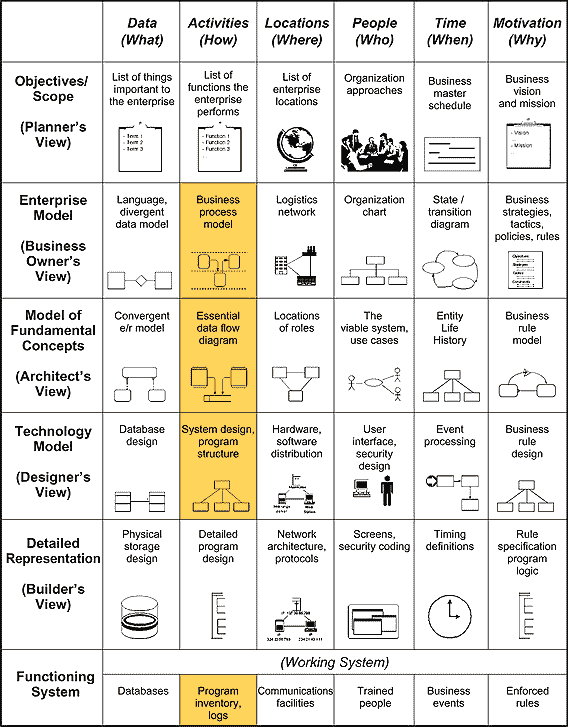 Data
(What)
Activities
(How)
Locations
(Where)
People
(Who)
Time
(When)
Motivation
(Why)
Objectives/
Scope
(Planner's
View)
List of things
important to
the enterprise
- Term 1
- Term 2
- Term 3
List of
functions the
enterprise
performs
- Function 1
- Function 2
- Function 3
List of
enterprise
locations
Organization
approaches
Business
master
schedule
Business
vision
and mission
- Vision
- Mission
Enterprise
Model
(Business
Owner's
View)
Language,
divergent
data model
Business
process
model
Logistics
network
Organization
chart
State /
transition
diagram
Business
strategies,
tactics,
policies, rules
Model of
Fundamental
Concepts
(Architect's
View)
Convergent
e/r model
Essential
data flow
diagram
Locations
of roles
The
viable system,
use cases
Entity
Life
History
Business
rule
model
Technology
Model
(Designer's
View)
Database
design
System design,
program
structure
Hardware,
software
distribution
User
interface,
security
design
Event
processing
Business
rule
design
Detailed
Representation
(Builder's
View)
Physical
storage
design
Detailed
program
design
Network
architecture,
protocols
Screens,
security coding
Timing
definitions
Rule
specification
program
logic
Functioning
System
(Working System)
Databases
Program
inventory,
logs
Communications
facilities
Trained
people
Business
events
Enforced
rules